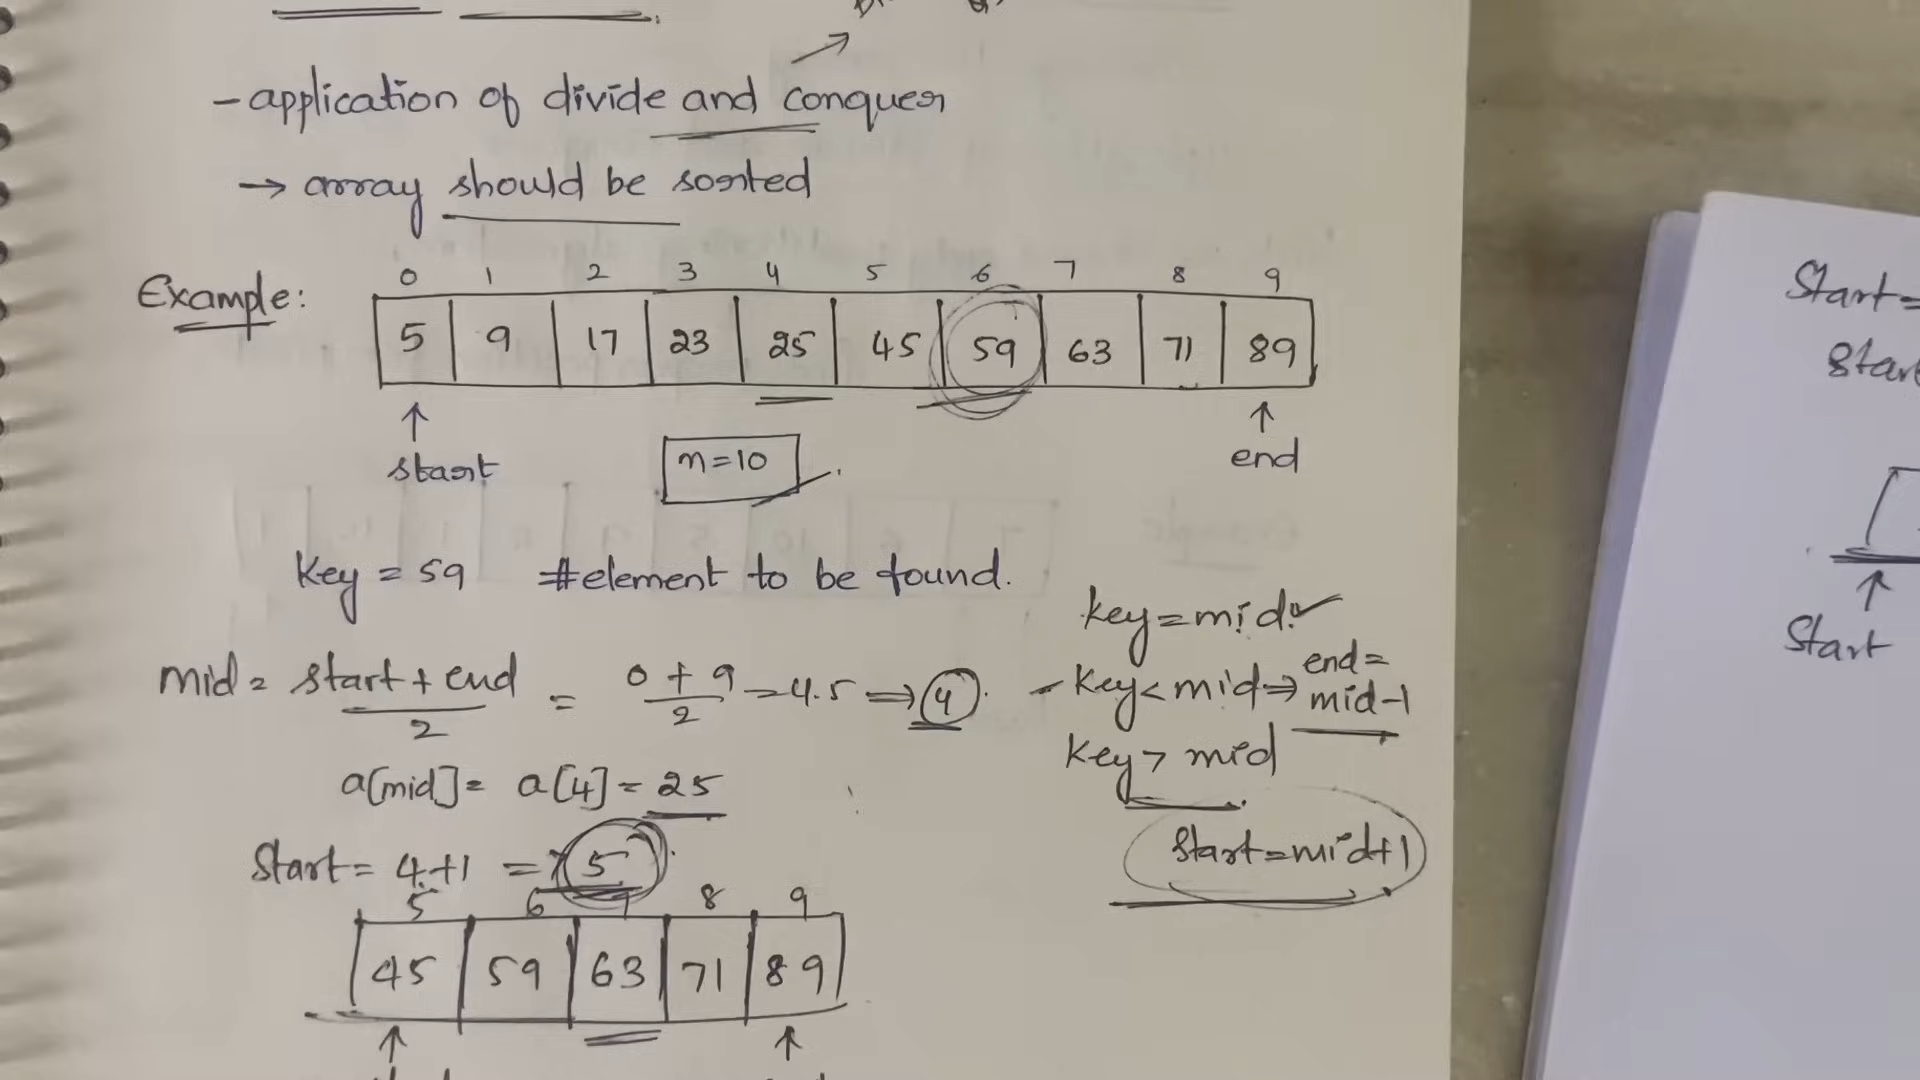 - application of divide and conquer
→ array should be sorted
Example:
0 1 2 3 4 5 6 7 8 9
5 9 17 23 25 45 59 63 71 89
↑ start
n=10
↑ end
Key = 59 #element to be found.
key=mid ✓
mid = start + end / 2 = 0 + 9 / 2 = 4.5 ⇒ 4
- key < mid ⇒ end = mid-1
key > mid
a[mid] = a[4] = 25
start=mid+1
Start = 4+1 = 5
5 6 7 8 9
45 59 63 71 89
↑ ↑
Start=
Start
↑
Start